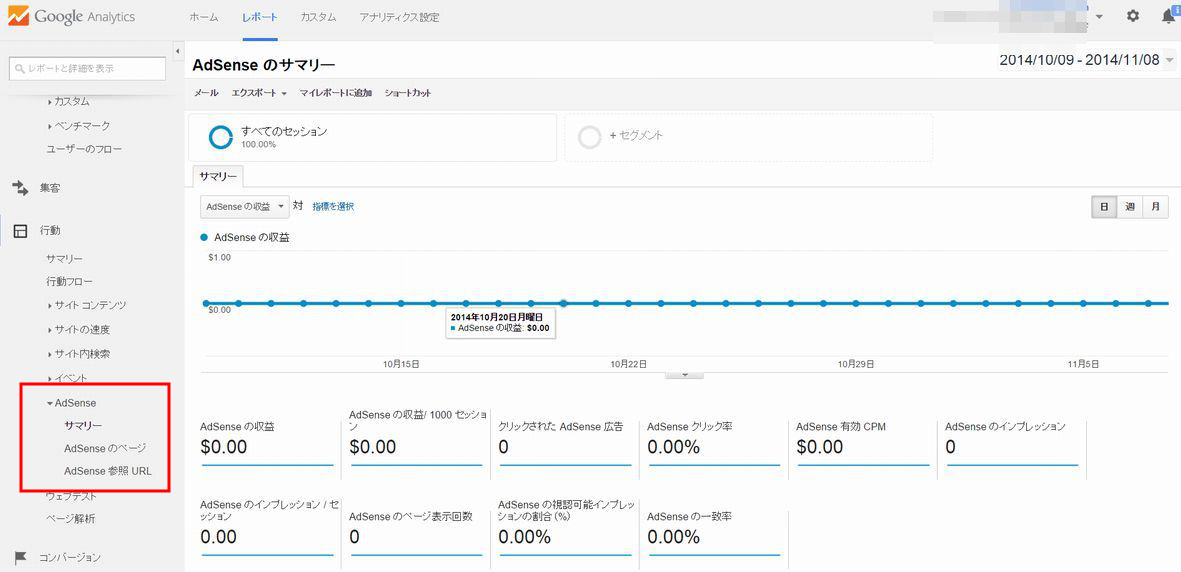 Google Analytics
ホーム
レポート
カスタム
アナリティクス設定
レポートと詳細を表示
カスタム
ベンチマーク
ユーザーのフロー
集客
行動
サマリー
行動フロー
サイト コンテンツ
サイトの速度
サイト内検索
イベント
AdSense
サマリー
AdSense のページ
AdSense 参照 URL
ウェブテスト
ページ解析
コンバージョン
AdSense のサマリー
2014/10/09 - 2014/11/08
メール
エクスポート
マイレポートに追加
ショートカット
すべてのセッション
100.00%
+ セグメント
サマリー
AdSense の収益
対
指標を選択
日
週
月
AdSense の収益
$1.00
$0.00
2014年10月20日月曜日
AdSense の収益: $0.00
10月15日
10月22日
10月29日
11月5日
AdSense の収益
$0.00
AdSense の収益/ 1000 セッショ
ン
$0.00
クリックされた AdSense 広告
0
AdSense クリック率
0.00%
AdSense 有効 CPM
$0.00
AdSense のインプレッション
0
AdSense のインプレッション / セ
ッション
0.00
AdSense のページ表示回数
0
AdSense の視認可能インプレッ
ションの割合 (%)
0.00%
AdSense の一致率
0.00%